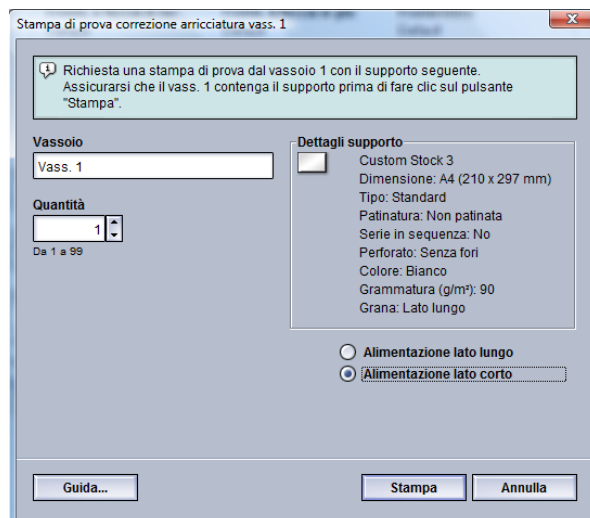 Stampa di prova correzione arricciatura vass. 1
Richiesta una stampa di prova dal vassoio 1 con il supporto seguente.
Assicurarsi che il vass. 1 contenga il supporto prima di fare clic sul pulsante
"Stampa".
Vassoio
Vass. 1
Quantità
1
Da 1 a 99
Dettagli supporto
Custom Stock 3
Dimensione: A4 (210 x 297 mm)
Tipo: Standard
Patinatura: Non patinata
Serie in sequenza: No
Perforato: Senza fori
Colore: Bianco
Grammatura (g/m²): 90
Grana: Lato lungo
Alimentazione lato lungo
Alimentazione lato corto
Guida...
Stampa
Annulla